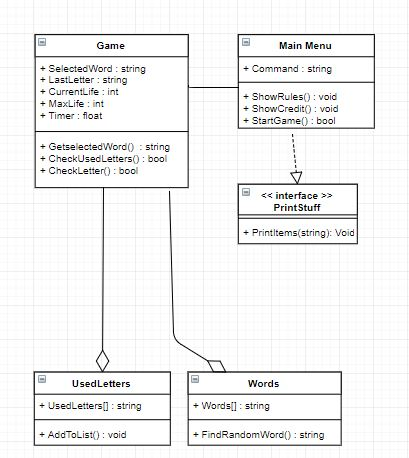 Game
+ SelectedWord : string
+ LastLetter : string
+ CurrentLife : int
+ MaxLife : int
+ Timer : float
+ GetselectedWord() : string
+ CheckUsedLetters() : bool
+ CheckLetter() : bool
Main Menu
+ Command : string
+ ShowRules() : void
+ ShowCredit() : void
+ StartGame() : bool
<< interface >>
PrintStuff
+ PrintItems(string): Void
UsedLetters
+ UsedLetters[] : string
+ AddToList() : void
Words
+ Words[] : string
+ FindRandomWord() : string